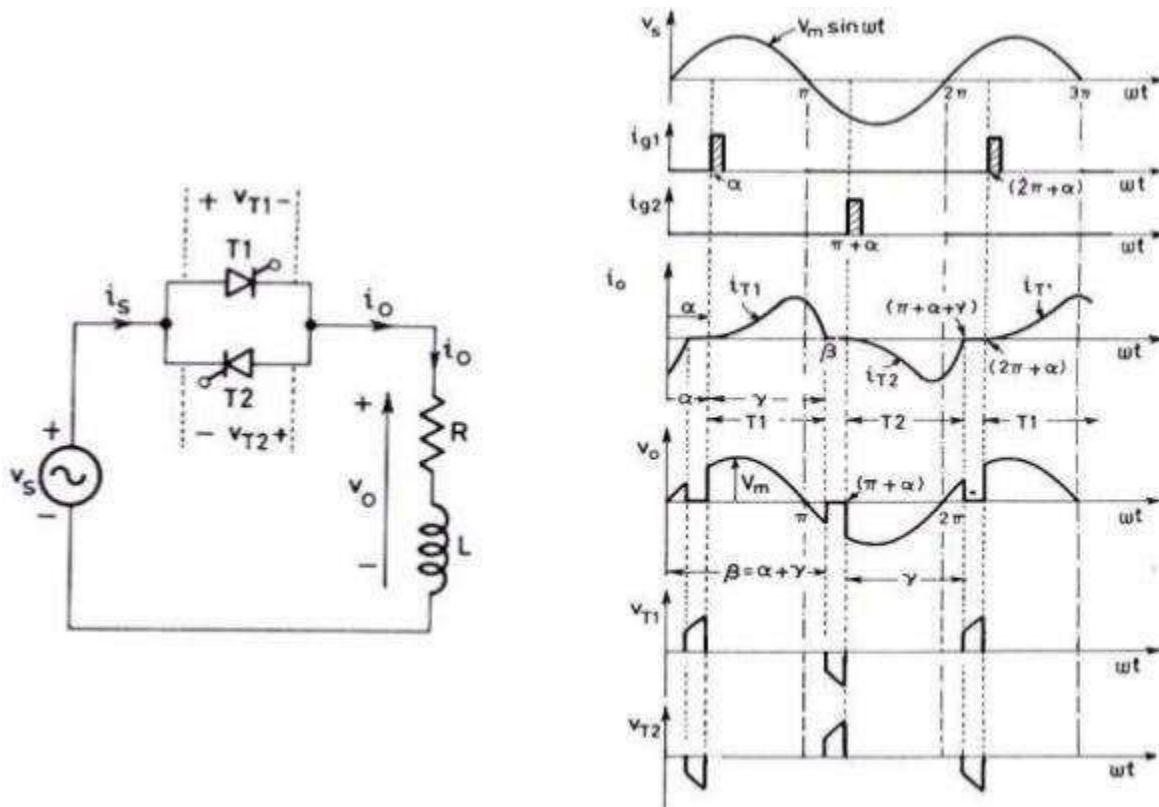 + vT1 -
T1
is
io
T2
- vT2 +
io
+
vs
-
+
vo
-
R
L
vs
Vm sin ωt
π
2π
3π
ωt
ig1
α
(2π+α)
ωt
ig2
π+α
ωt
io
α
iT1
(π+α+γ)
iT'
β
iT2
(2π+α)
ωt
α
γ
T1
T2
T1
vo
Vm
(π+α)
π
2π
ωt
β=α+γ
γ
vT1
ωt
vT2
ωt